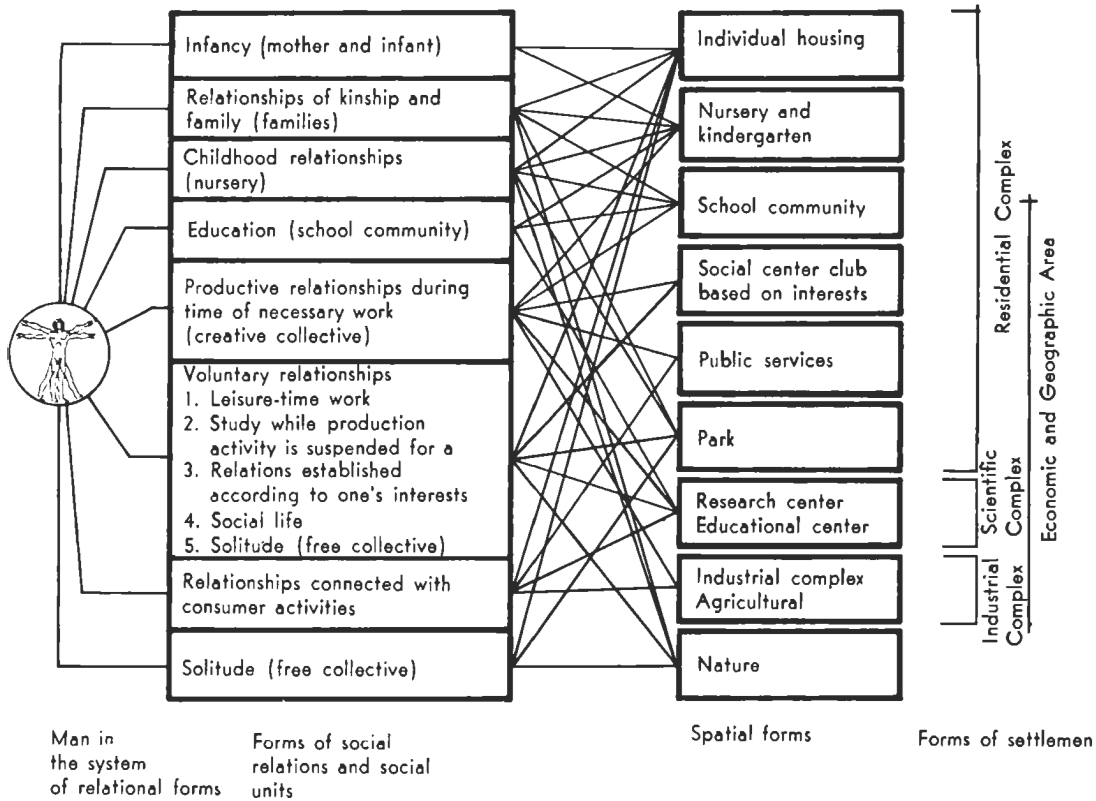 Infancy (mother and infant)
Relationships of kinship and
family (families)
Childhood relationships
(nursery)
Education (school community)
Productive relationships during
time of necessary work
(creative collective)
Voluntary relationships
1. Leisure-time work
2. Study while production
activity is suspended for a
3. Relations established
according to one's interests
4. Social life
5. Solitude (free collective)
Relationships connected with
consumer activities
Solitude (free collective)
Individual housing
Nursery and
kindergarten
School community
Social center club
based on interests
Public services
Park
Research center
Educational center
Industrial complex
Agricultural
Nature
Residential Complex
Scientific
Complex
Industrial
Complex
Economic and Geographic Area
Man in
the system
of relational forms
Forms of social
relations and social
units
Spatial forms
Forms of settlemen